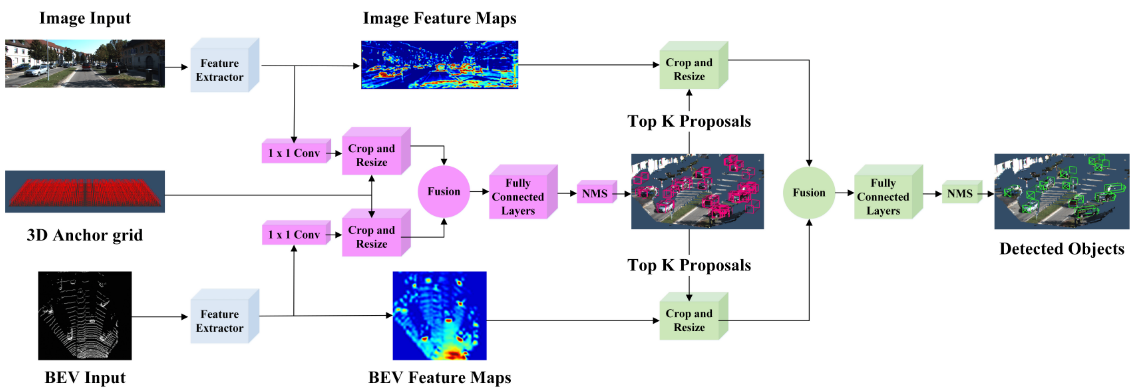 Image Input
Image Feature Maps
Feature
Extractor
Crop and
Resize
Top K Proposals
1 x 1 Conv
Crop and
Resize
Fusion
Fully
Connected
Layers
NMS
Fusion
Fully
Connected
Layers
NMS
3D Anchor grid
1 x 1 Conv
Crop and
Resize
Detected Objects
Top K Proposals
Feature
Extractor
Crop and
Resize
BEV Input
BEV Feature Maps